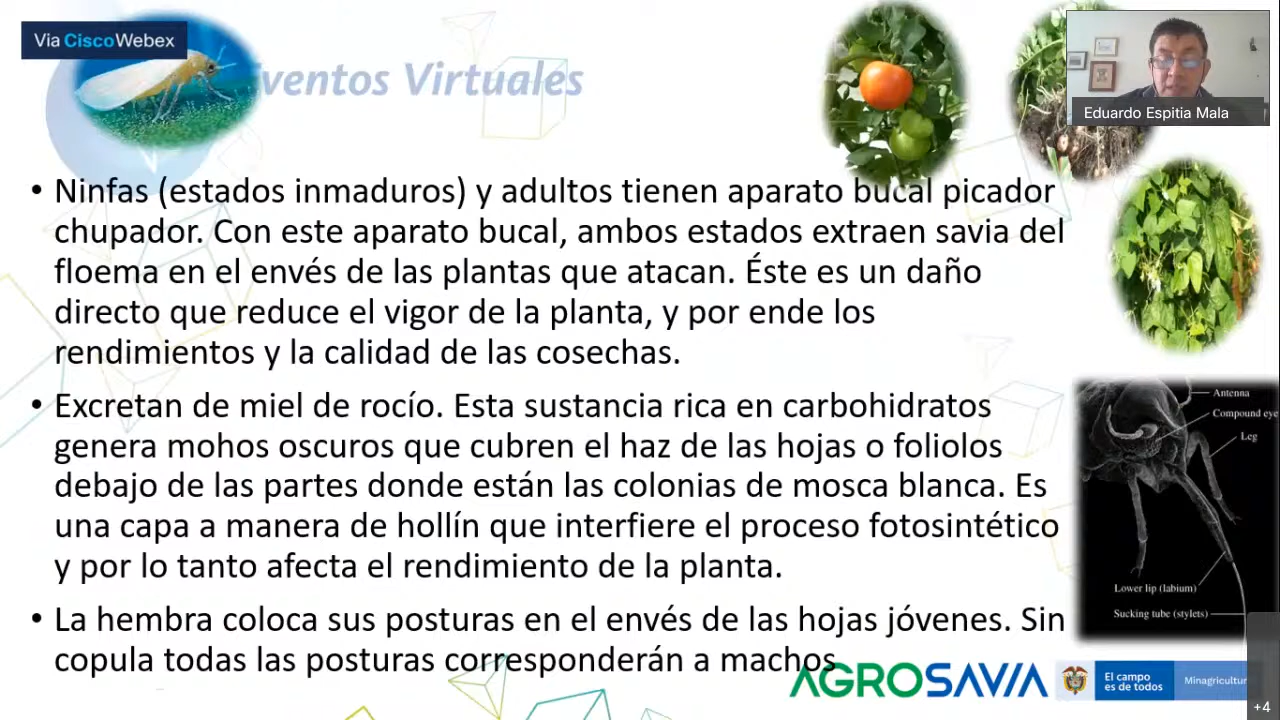 Vía CiscoWebex
ventos Virtuales
Eduardo Espitia Mala
• Ninfas (estados inmaduros) y adultos tienen aparato bucal picador
chupador. Con este aparato bucal, ambos estados extraen savia del
floema en el envés de las plantas que atacan. Éste es un daño
directo que reduce el vigor de la planta, y por ende los
rendimientos y la calidad de las cosechas.
• Excretan de miel de rocío. Esta sustancia rica en carbohidratos
genera mohos oscuros que cubren el haz de las hojas o foliolos
debajo de las partes donde están las colonias de mosca blanca. Es
una capa a manera de hollín que interfiere el proceso fotosintético
y por lo tanto afecta el rendimiento de la planta.
• La hembra coloca sus posturas en el envés de las hojas jóvenes. Sin
copula todas las posturas corresponderán a machos
Antenna
Compound eye
Leg
Lower lip (labium)
Sucking tube (stylets)
AGROSAVIA
El campo
es de todos
Minagricultur
+4